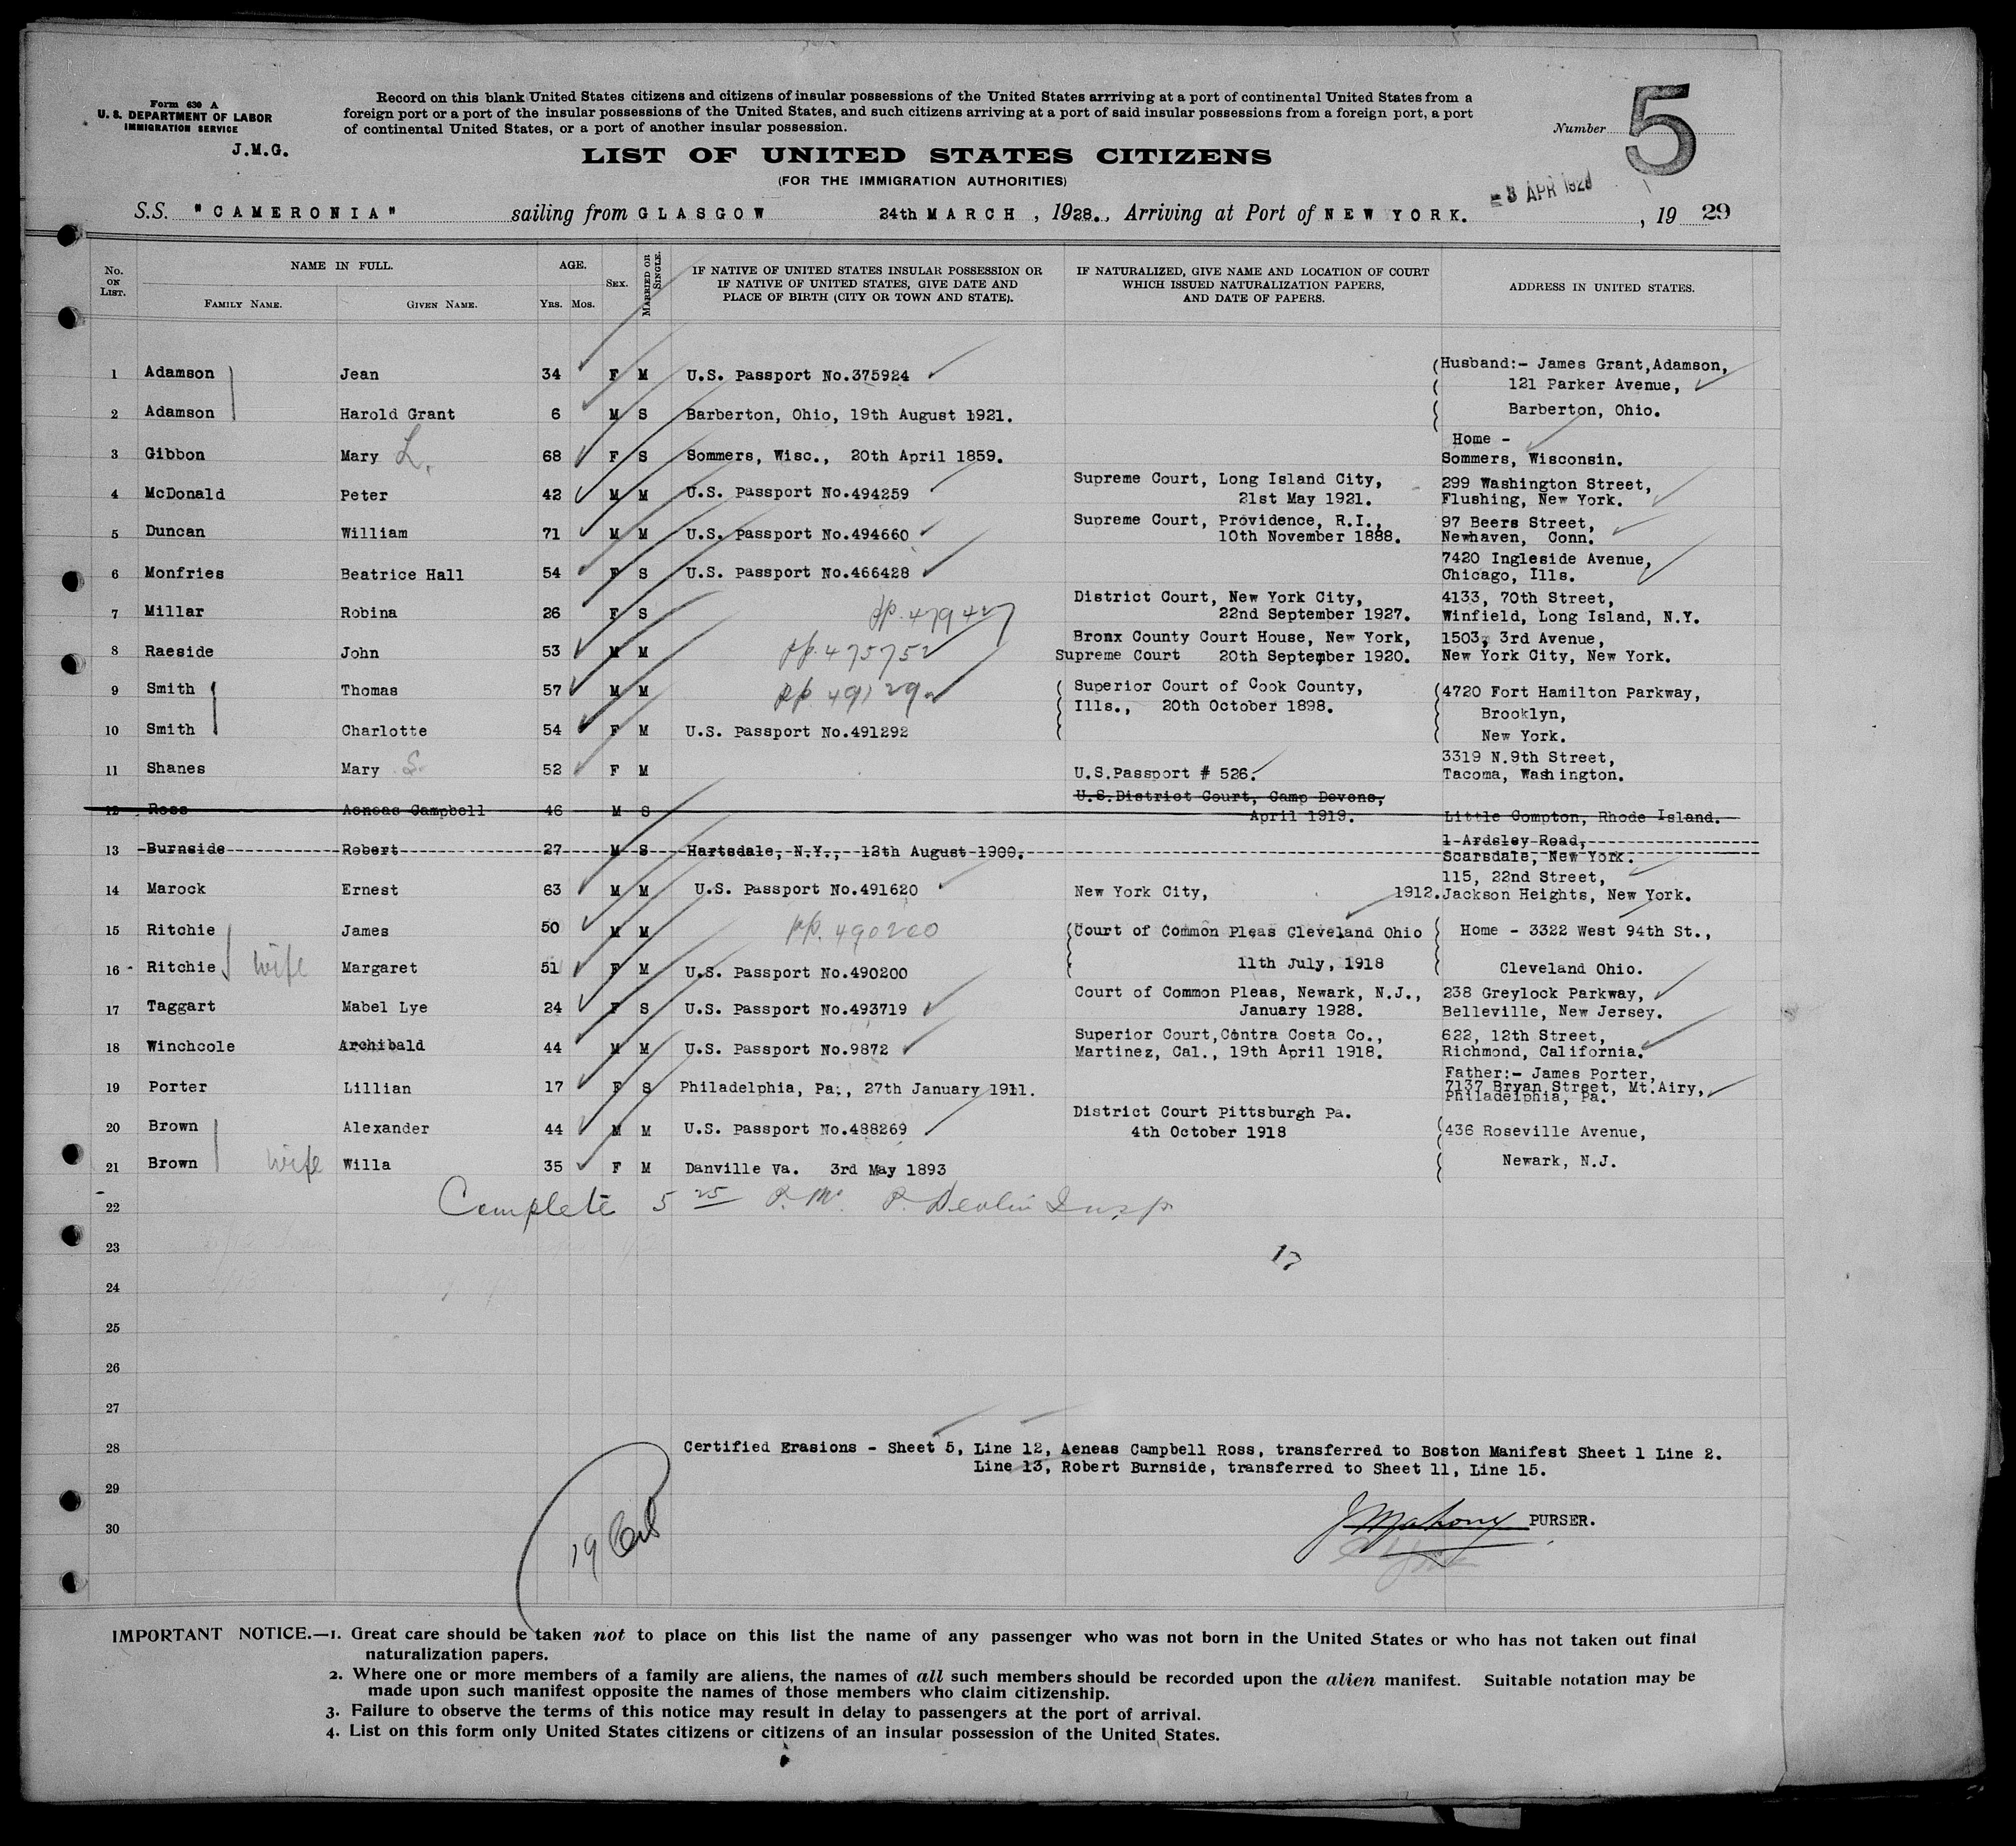 Form 630 A
U. S. DEPARTMENT OF LABOR
IMMIGRATION SERVICE
J.M.G.
Record on this blank United States citizens and citizens of insular possessions of the United States arrriving at a port of continental United States from a
foreign port or a port of the insular possessions of the United States, and such citizens arriving at a port of said insular possessions from a foreign port, a port
of continental United States, or a port of another insular possession.
Number 5
LIST OF UNITED STATES CITIZENS
(FOR THE IMMIGRATION AUTHORITIES)
3 APR 1928
S.S. "CAMERONIA" sailing from GLASGOW 24th MARCH , 1928., Arriving at Port of NEW YORK. , 19 29
No. ON LIST. NAME IN FULL. FAMILY NAME. GIVEN NAME. AGE. YRS. MOS. SEX. MARRIED OR SINGLE. IF NATIVE OF UNITED STATES INSULAR POSSESSION OR IF NATIVE OF UNITED STATES, GIVE DATE AND PLACE OF BIRTH (CITY OR TOWN AND STATE). IF NATURALIZED, GIVE NAME AND LOCATION OF COURT WHICH ISSUED NATURALIZATION PAPERS, AND DATE OF PAPERS. ADDRESS IN UNITED STATES.
1 Adamson Jean 34 F M U.S. Passport No.375924 Husband:- James Grant,Adamson,
121 Parker Avenue,
2 Adamson Harold Grant 6 M S Barberton, Ohio, 19th August 1921. Barberton, Ohio.
3 Gibbon Mary L. 68 F S Sommers, Wisc., 20th April 1859. Home -
Sommers, Wisconsin.
4 McDonald Peter 42 M M U.S. Passport No.494259 Supreme Court, Long Island City, 299 Washington Street,
21st May 1921. Flushing, New York.
5 Duncan William 71 M M U.S. Passport No.494660 Supreme Court, Providence, R.I., 97 Beers Street,
10th November 1888. Newhaven, Conn.
6 Monfries Beatrice Hall 54 F S U.S. Passport No.466428 7420 Ingleside Avenue,
Chicago, Ills.
7 Millar Robina 26 F S pp. 479427 District Court, New York City, 4133, 70th Street,
22nd September 1927. Winfield, Long Island, N.Y.
8 Raeside John 53 M M pp. 475752 Bronx County Court House, New York, 1503, 3rd Avenue,
Supreme Court 20th September 1920. New York City, New York.
9 Smith Thomas 57 M M pp. 491292 Superior Court of Cook County, 4720 Fort Hamilton Parkway,
Ills., 20th October 1898. Brooklyn,
10 Smith Charlotte 54 F M U.S. Passport No.491292 New York.
11 Shanes Mary S. 52 F M U.S.Passport # 526. 3319 N.9th Street,
Tacoma, Washington.
12 Ross Aeneas Campbell 46 M S U.S.District Court, Camp Devens,
April 1919. Little Compton, Rhode Island.
13 Burnside Robert 27 M S Hartsdale, N.Y., 12th August 1900. 1 Ardsley Road,
Scarsdale, New York.
14 Marock Ernest 63 M M U.S. Passport No.491620 New York City, 1912. 115, 22nd Street,
Jackson Heights, New York.
15 Ritchie James 50 M M pp. 490200 Court of Common Pleas Cleveland Ohio Home - 3322 West 94th St.,
16 Ritchie wife Margaret 51 F M U.S. Passport No.490200 11th July, 1918 Cleveland Ohio.
17 Taggart Mabel Lye 24 F S U.S. Passport No.493719 Court of Common Pleas, Newark, N.J., 238 Greylock Parkway,
January 1928. Belleville, New Jersey.
18 Winchcole Archibald 44 M M U.S. Passport No.9872 Superior Court,Contra Costa Co., 622, 12th Street,
Martinez, Cal., 19th April 1918. Richmond, California.
19 Porter Lillian 17 F S Philadelphia, Pa., 27th January 1911. Father:- James Porter,
7137 Bryan Street, Mt.Airy,
Philadelphia, Pa.
20 Brown Alexander 44 M M U.S. Passport No.488269 District Court Pittsburgh Pa.
4th October 1918 436 Roseville Avenue,
21 Brown wife Willa 35 F M Danville Va. 3rd May 1893 Newark, N.J.
22 Complete 5 25 P.M. P. Devlin Insp
23
17
24
25
26
27
28 Certified Erasions - Sheet 5, Line 12, Aeneas Campbell Ross, transferred to Boston Manifest Sheet 1 Line 2.
Line 13, Robert Burnside, transferred to Sheet 11, Line 15.
29
30
J Mahony PURSER.
19
IMPORTANT NOTICE.—1. Great care should be taken not to place on this list the name of any passenger who was not born in the United States or who has not taken out final
naturalization papers.
2. Where one or more members of a family are aliens, the names of all such members should be recorded upon the alien manifest. Suitable notation may be
made upon such manifest opposite the names of those members who claim citizenship.
3. Failure to observe the terms of this notice may result in delay to passengers at the port of arrival.
4. List on this form only United States citizens or citizens of an insular possession of the United States.